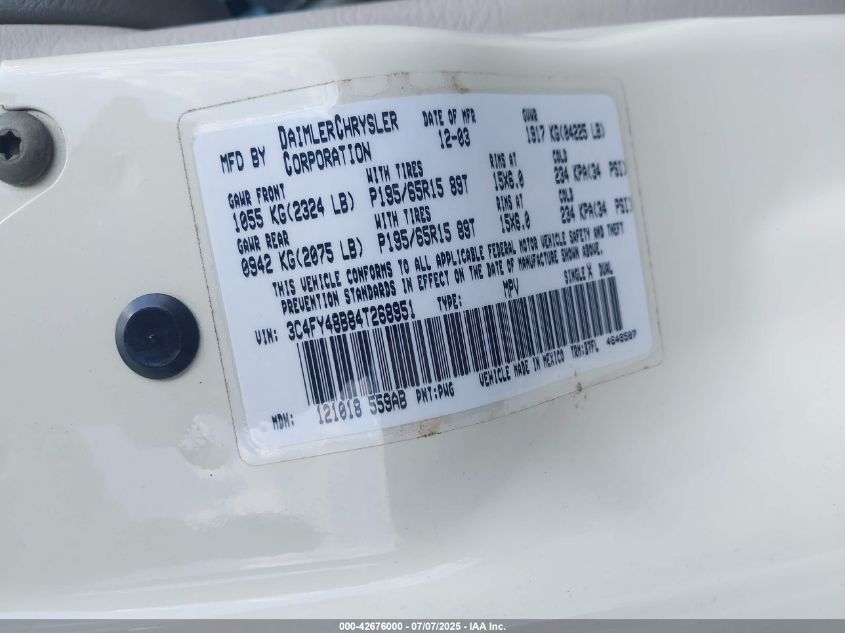 MFD BY DAIMLERCHRYSLER CORPORATION DATE OF MFR 12-03 GVWR 1917 KG(04225 LB)
GAWR FRONT WITH TIRES RIMS AT COLD
1055 KG(2324 LB) P195/65R15 89T 15X6.0 234 KPA(34 PSI)
GAWR REAR WITH TIRES RIMS AT COLD
0942 KG(2075 LB) P195/65R15 89T 15X6.0 234 KPA(34 PSI)
THIS VEHICLE CONFORMS TO ALL APPLICABLE FEDERAL MOTOR VEHICLE SAFETY AND THEFT
PREVENTION STANDARDS IN EFFECT ON THE DATE OF MANUFACTURE SHOWN ABOVE.
VIN: 3C4FY48B84T268951 TYPE: MPV SINGLE X DUAL
MDH: 121018 559AB PNT:PWG VEHICLE MADE IN MEXICO TRM:D7FL 4648587
000-42676000 / 07/07/2025 - IAA Inc.